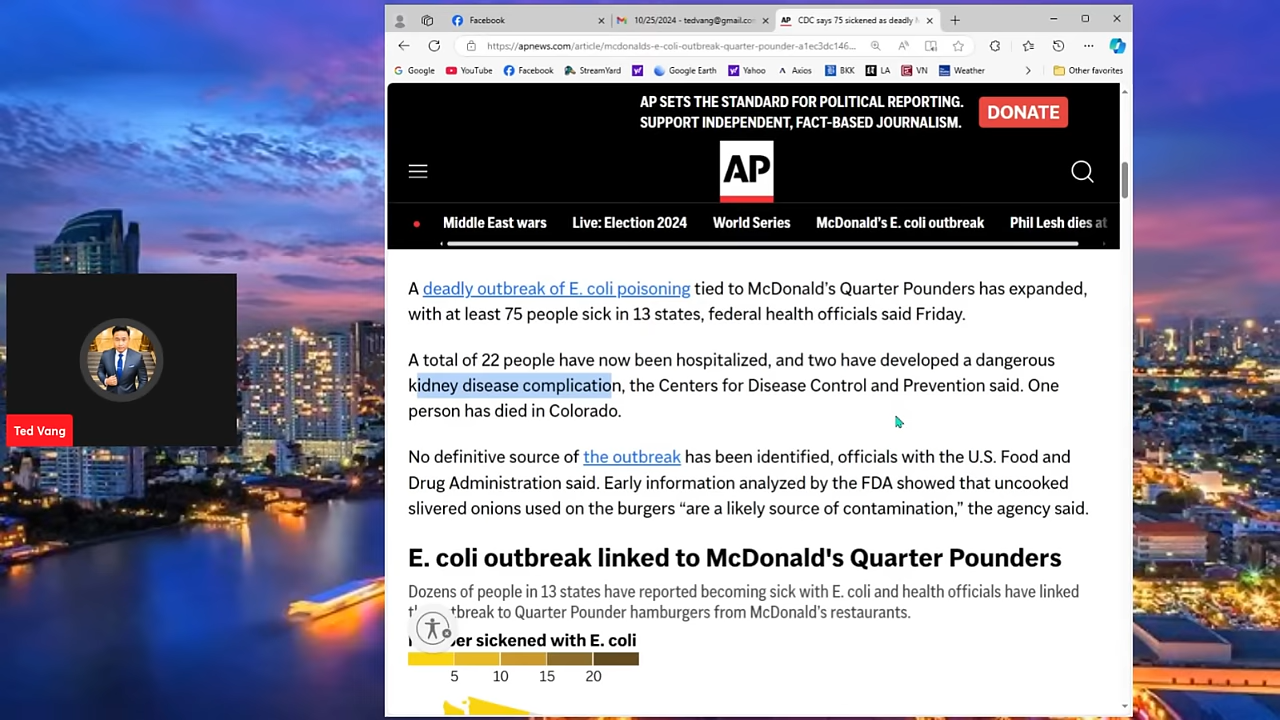 Facebook
10/25/2024 - tedvang@gmail.co
CDC says 75 sickened as deadly
https://apnews.com/article/mcdonalds-e-coli-outbreak-quarter-pounder-a1ec3dc146...
Google YouTube Facebook StreamYard Google Earth Yahoo Axios BKK LA VN Weather Other favorites
AP SETS THE STANDARD FOR POLITICAL REPORTING.
SUPPORT INDEPENDENT, FACT-BASED JOURNALISM.
DONATE
AP
Middle East wars Live: Election 2024 World Series McDonald's E. coli outbreak Phil Lesh dies at
A deadly outbreak of E. coli poisoning tied to McDonald's Quarter Pounders has expanded,
with at least 75 people sick in 13 states, federal health officials said Friday.
A total of 22 people have now been hospitalized, and two have developed a dangerous
kidney disease complication, the Centers for Disease Control and Prevention said. One
person has died in Colorado.
No definitive source of the outbreak has been identified, officials with the U.S. Food and
Drug Administration said. Early information analyzed by the FDA showed that uncooked
slivered onions used on the burgers “are a likely source of contamination,” the agency said.
E. coli outbreak linked to McDonald's Quarter Pounders
Dozens of people in 13 states have reported becoming sick with E. coli and health officials have linked
tbreak to Quarter Pounder hamburgers from McDonald's restaurants.
er sickened with E. coli
5 10 15 20
Ted Vang